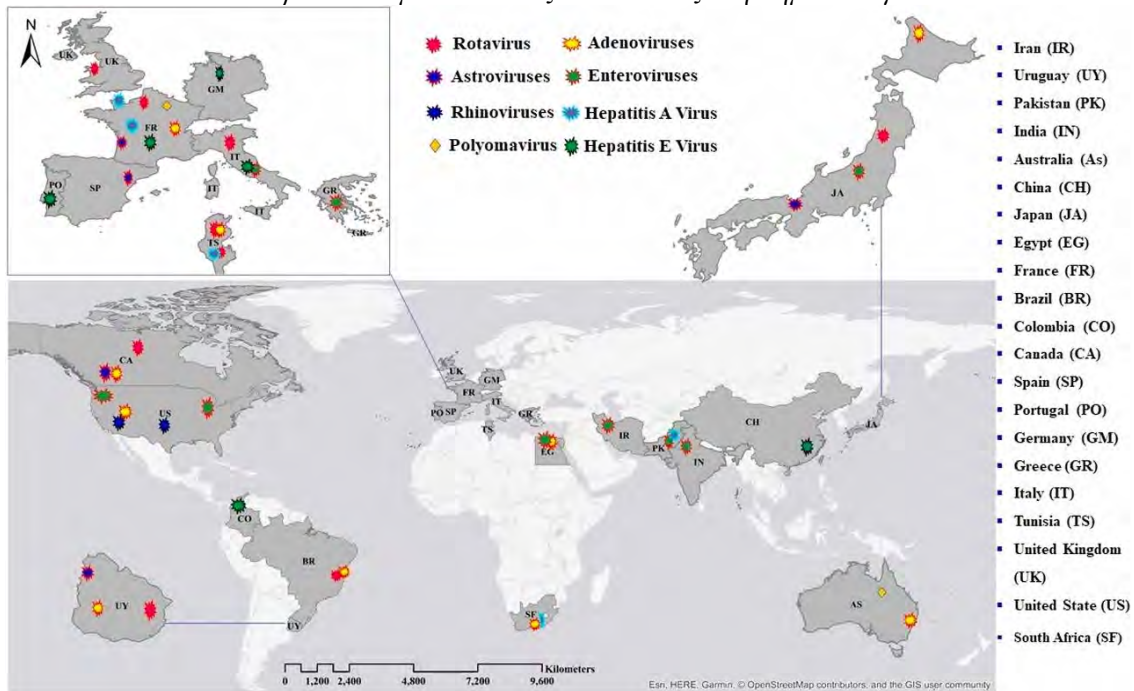 N
UK
UK
GM
FR
IT
PO
SP
IT
GR
IT
GR
TS
Rotavirus
Adenoviruses
Astroviruses
Enteroviruses
Rhinoviruses
Hepatitis A Virus
Polyomavirus
Hepatitis E Virus
JA
CA
US
UK
GM
FR
IT
PO SP
GR
TS
EG
IR
PK
IN
CH
JA
CO
BR
UY
UY
SF
AS
Kilometers
0 1,200 2,400 4,800 7,200 9,600
Esri, HERE, Garmin, © OpenStreetMap contributors, and the GIS user community
Iran (IR)
Uruguay (UY)
Pakistan (PK)
India (IN)
Australia (As)
China (CH)
Japan (JA)
Egypt (EG)
France (FR)
Brazil (BR)
Colombia (CO)
Canada (CA)
Spain (SP)
Portugal (PO)
Germany (GM)
Greece (GR)
Italy (IT)
Tunisia (TS)
United Kingdom
(UK)
United State (US)
South Africa (SF)